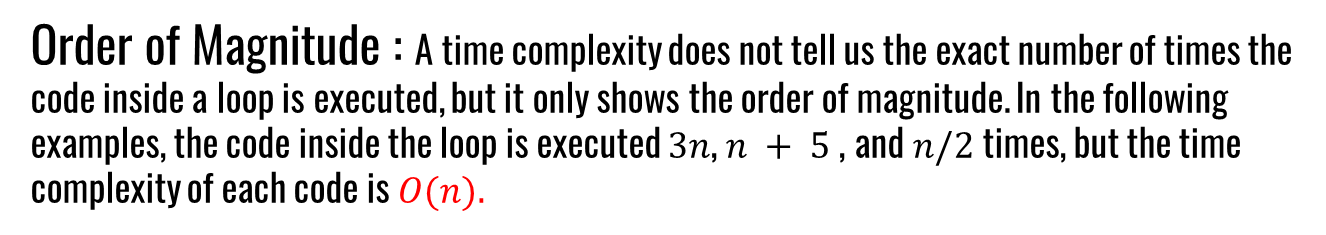 Order of Magnitude : A time complexity does not tell us the exact number of times the
code inside a loop is executed, but it only shows the order of magnitude. In the following
examples, the code inside the loop is executed 3n, n + 5 , and n/2 times, but the time
complexity of each code is O(n).